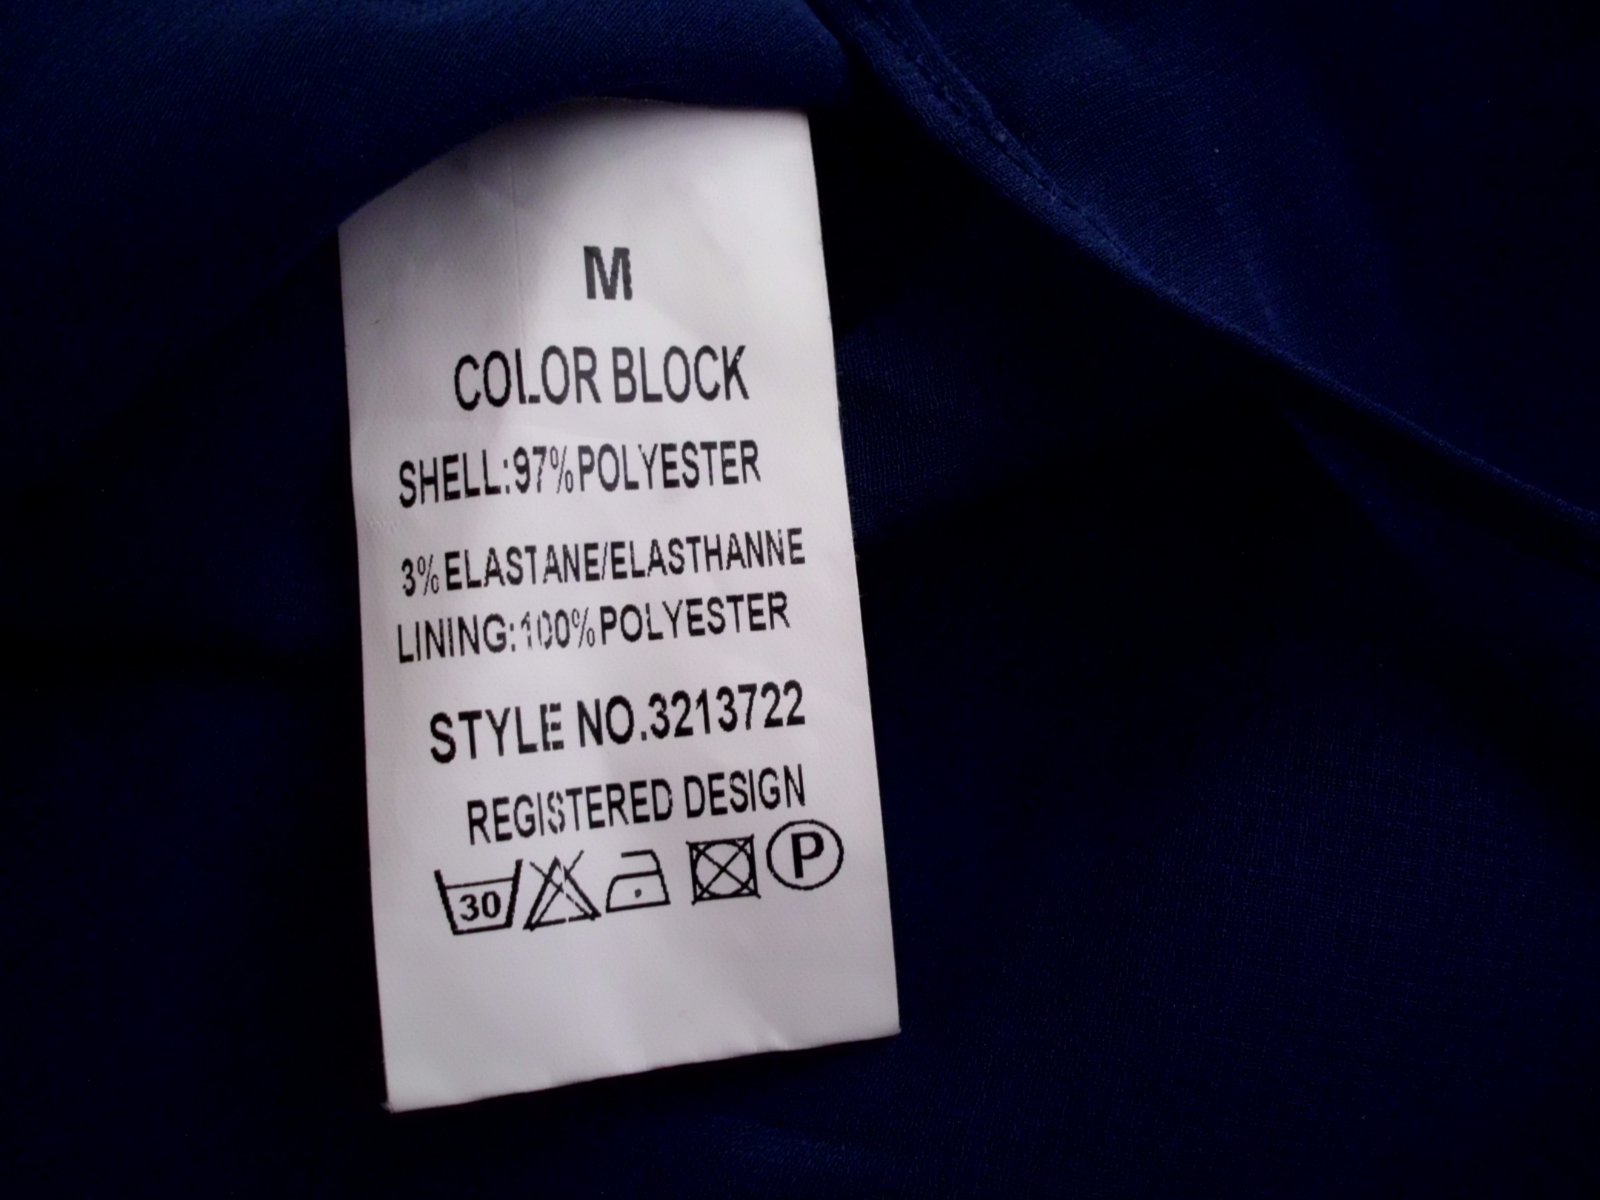 M
COLOR BLOCK
SHELL:97%POLYESTER
3%ELASTANE/ELASTHANNE
LINING:100%POLYESTER
STYLE NO.3213722
REGISTERED DESIGN
30 P